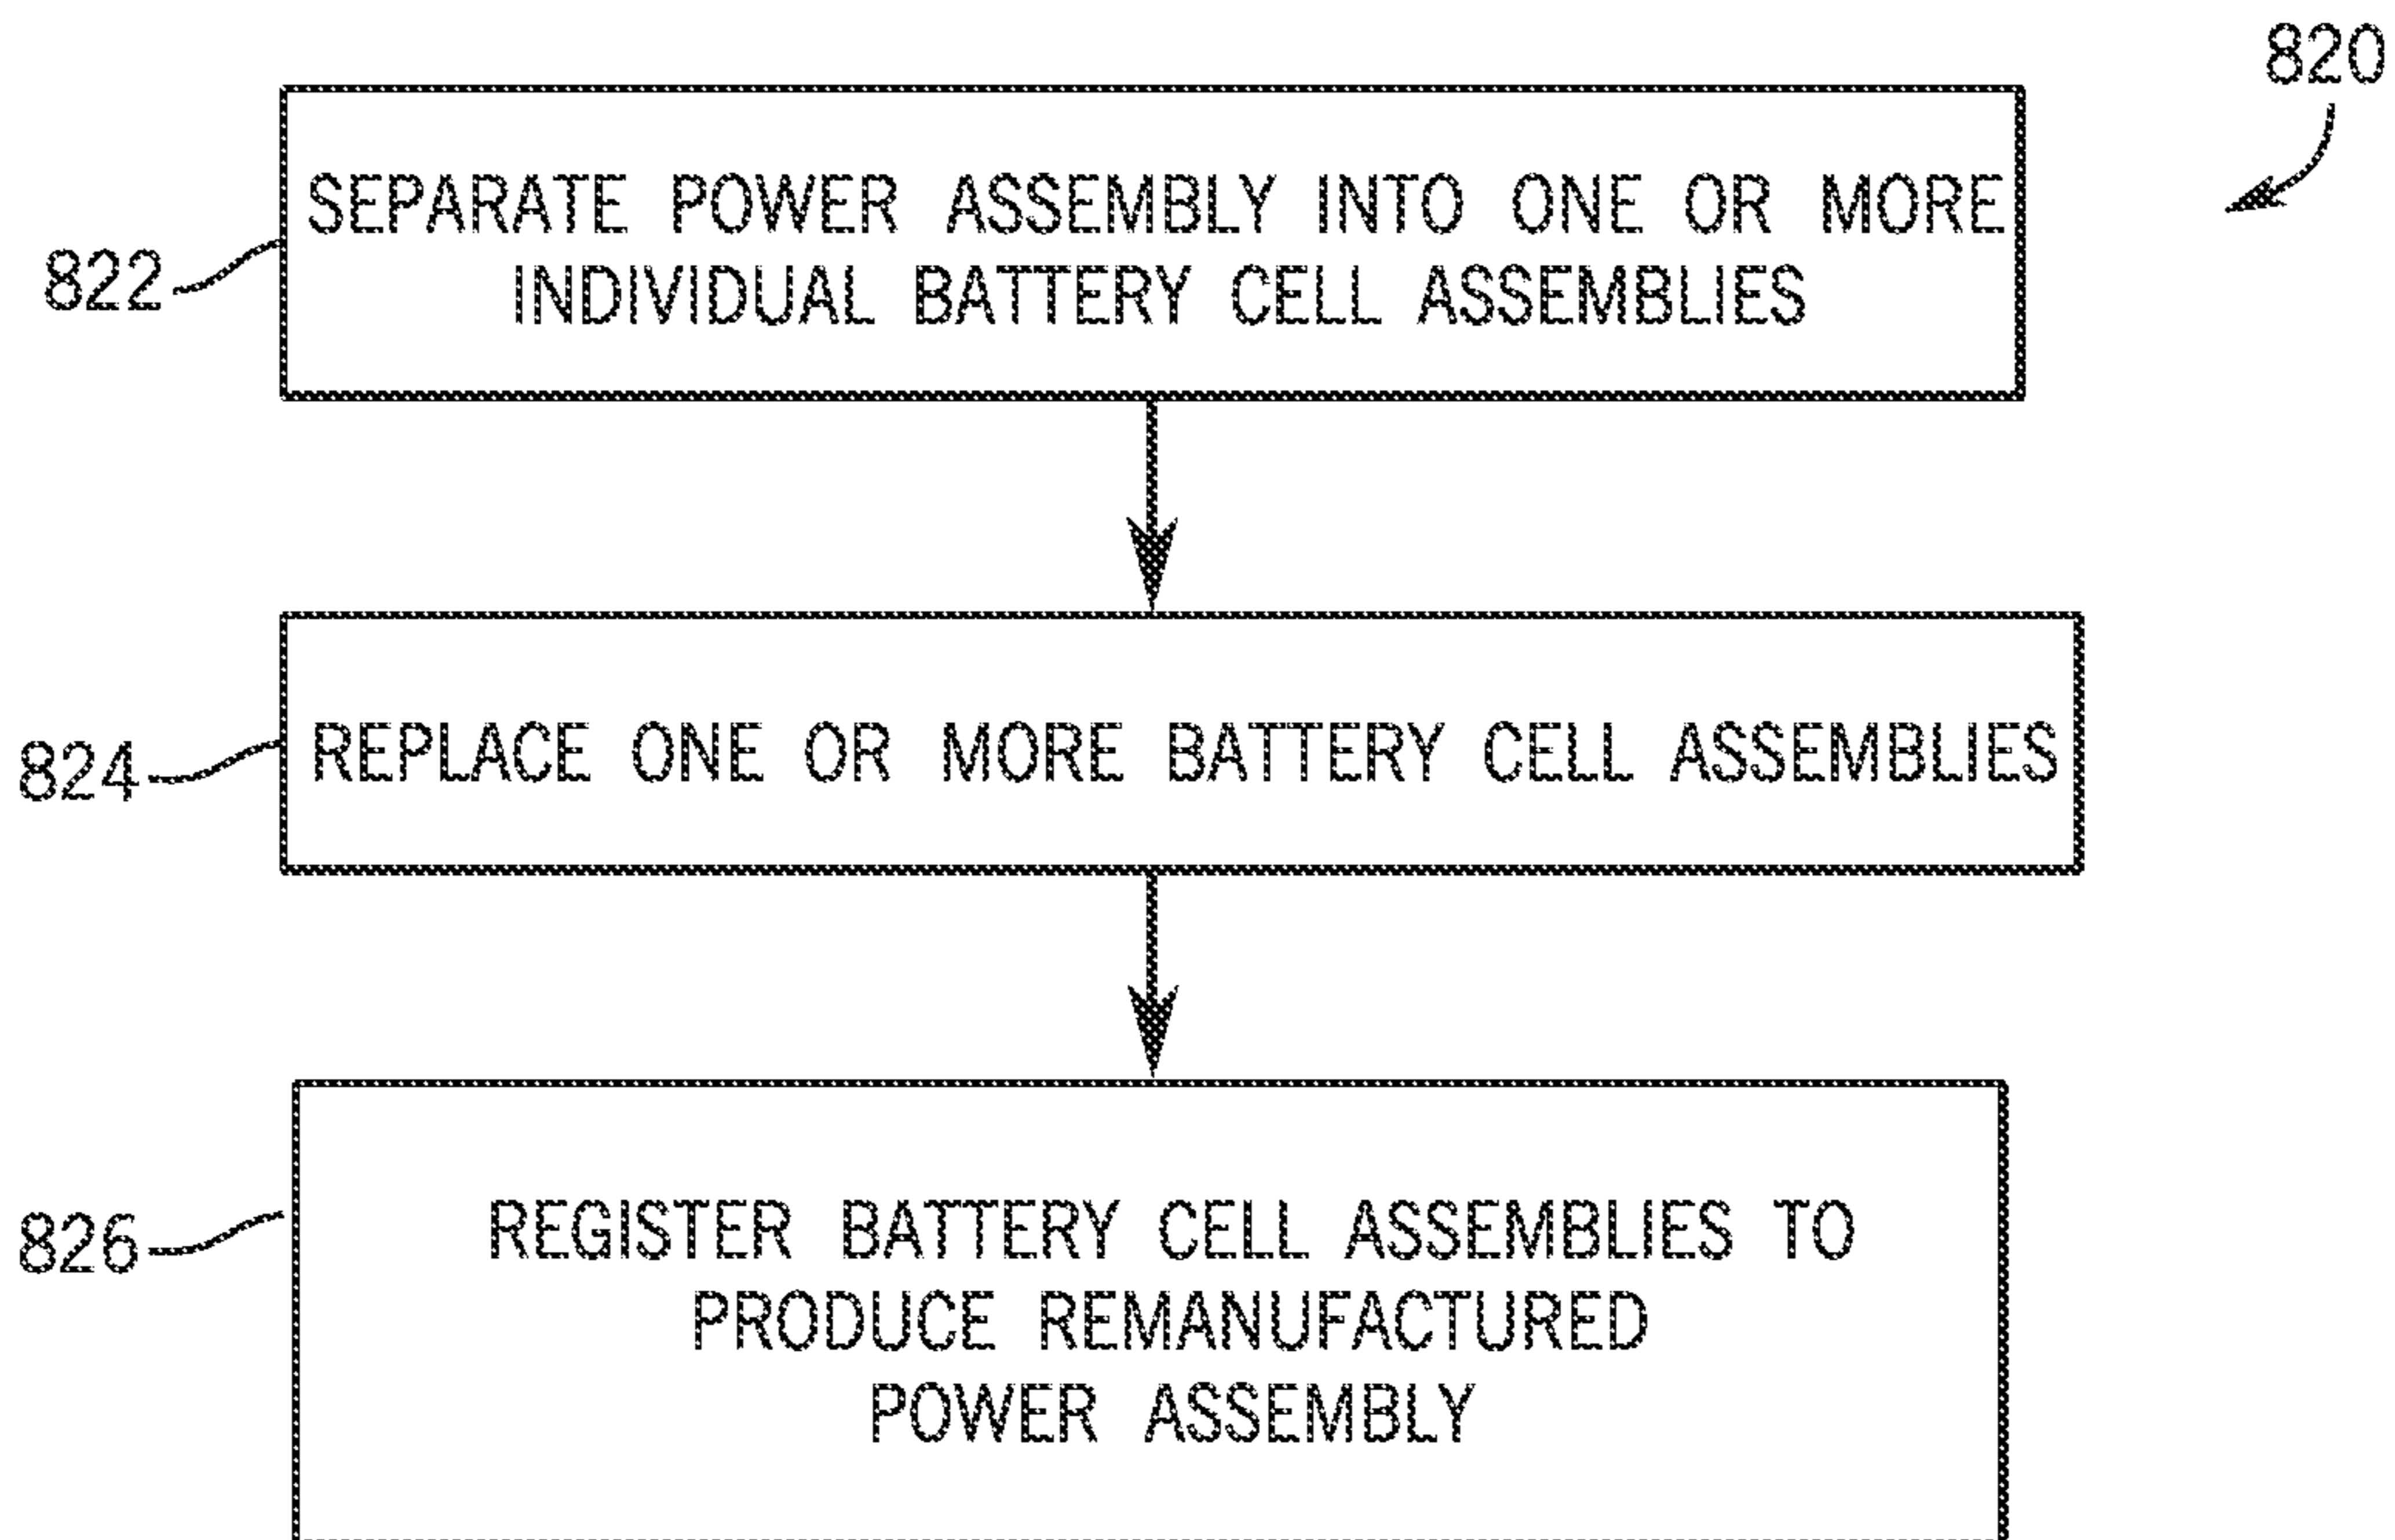 820
SEPARATE POWER ASSEMBLY INTO ONE OR MORE
INDIVIDUAL BATTERY CELL ASSEMBLIES
822
REPLACE ONE OR MORE BATTERY CELL ASSEMBLIES
824
REGISTER BATTERY CELL ASSEMBLIES TO
826
PRODUCE REMANUFACTURED
POWER ASSEMBLY